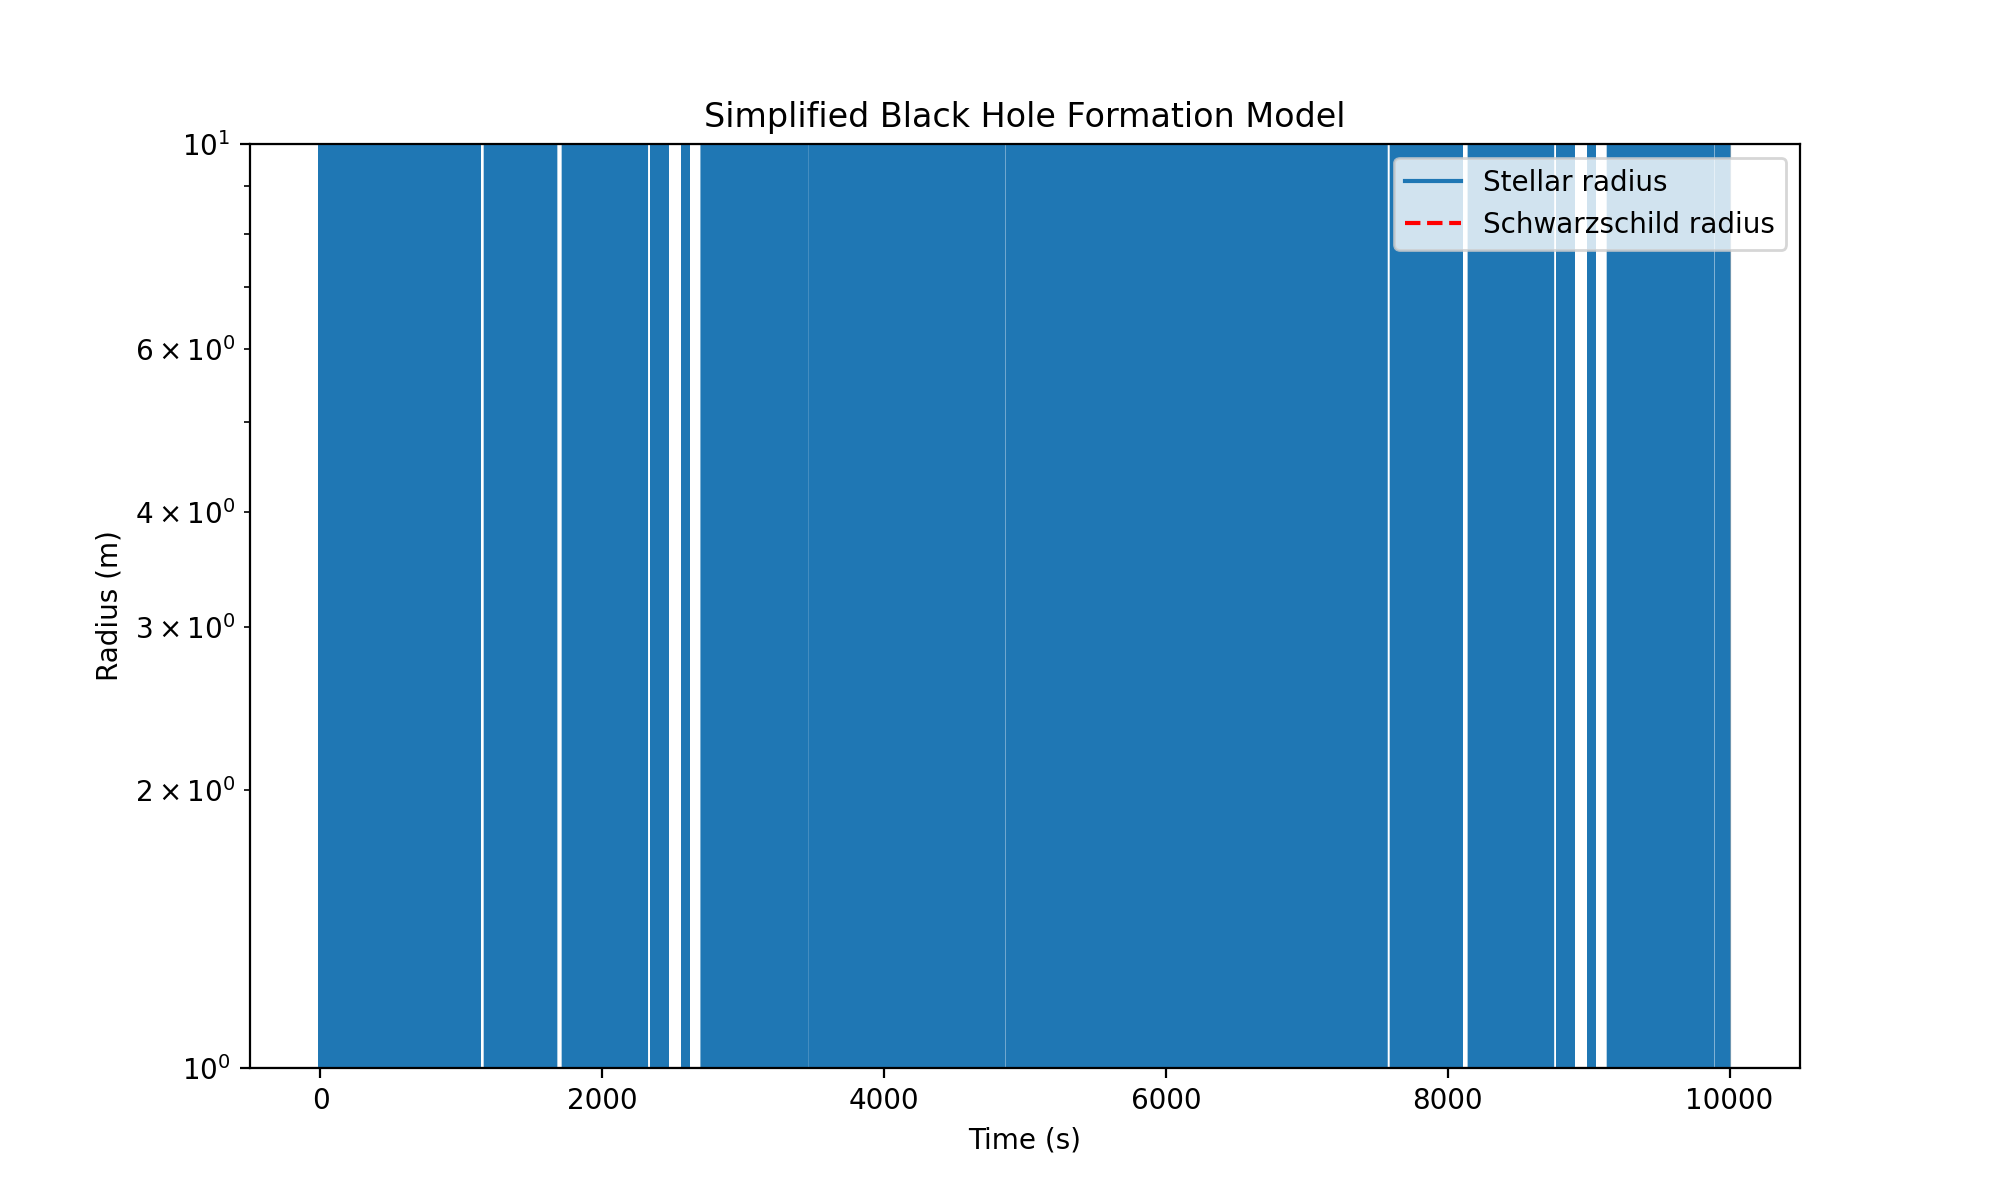 Simplified Black Hole Formation Model
10¹
6 × 10⁰
4 × 10⁰
3 × 10⁰
2 × 10⁰
10⁰
Radius (m)
Stellar radius
Schwarzschild radius
0 2000 4000 6000 8000 10000
Time (s)